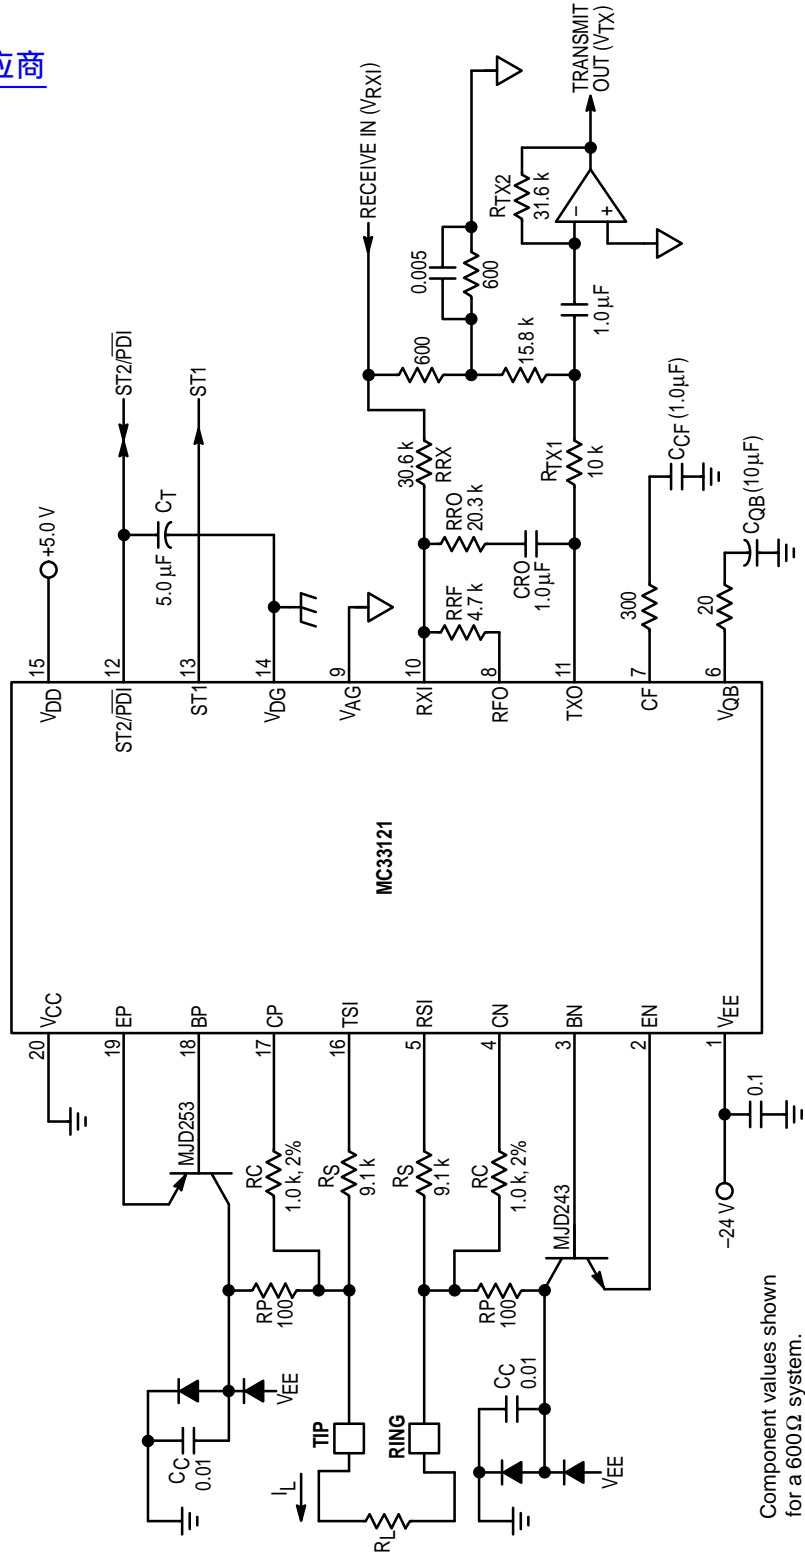 应商
TRANSMIT
OUT (VTX)
RECEIVE IN (VRXI)
RTX2
31.6 k
–
+
0.005
600
1.0 µF
600
15.8 k
ST2/PDI
ST1
+5.0 V
5.0 µF
CT
30.6 k
RRX
RRO
20.3 k
CRO
1.0µF
RRF
4.7 k
RTX1
10 k
CCF (1.0µF)
300
CQB (10µF)
20
15
12
13
14
9
10
8
11
7
6
VDD
ST2/PDI
ST1
VDG
VAG
RXI
RFO
TXO
CF
VQB
MC33121
VCC
EP
BP
CP
TSI
RSI
CN
BN
EN
VEE
20
19
18
17
16
5
4
3
2
1
MJD253
RC
1.0 k, 2%
RS
9.1 k
RS
9.1 k
RC
1.0 k, 2%
MJD243
0.1
–24 V
RP
100
RP
100
VEE
CC
0.01
TIP
RING
IL
RL
CC
0.01
VEE
Component values shown
for a 600Ω system.